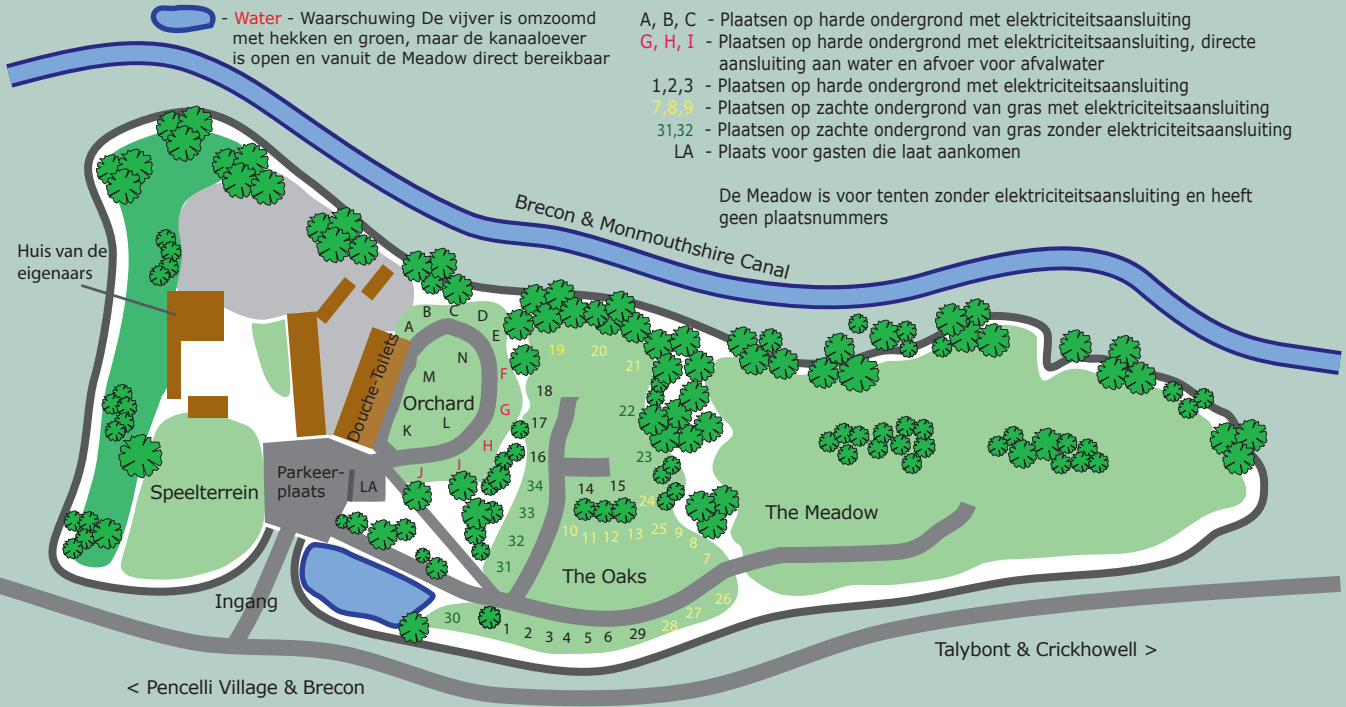 - Water - Waarschuwing De vijver is omzoomd
met hekken en groen, maar de kanaaloever
is open en vanuit de Meadow direct bereikbaar
A, B, C - Plaatsen op harde ondergrond met elektriciteitsaansluiting
G, H, I - Plaatsen op harde ondergrond met elektriciteitsaansluiting, directe
aansluiting aan water en afvoer voor afvalwater
1,2,3 - Plaatsen op harde ondergrond met elektriciteitsaansluiting
7,8,9 - Plaatsen op zachte ondergrond van gras met elektriciteitsaansluiting
31,32 - Plaatsen op zachte ondergrond van gras zonder elektriciteitsaansluiting
LA - Plaats voor gasten die laat aankomen
De Meadow is voor tenten zonder elektriciteitsaansluiting en heeft
geen plaatsnummers
Brecon & Monmouthshire Canal
Huis van de
eigenaars
Douche-Toilets
A
B
C
D
E
F
G
H
I
J
K
L
M
N
Orchard
Speelterrein
Parkeer-
plaats
LA
Ingang
19
20
21
18
22
17
16
23
34
14
15
24
33
10
11
12
13
25
9
8
7
32
31
The Oaks
The Meadow
30
1
2
3
4
5
6
29
28
27
26
Talybont & Crickhowell >
< Pencelli Village & Brecon